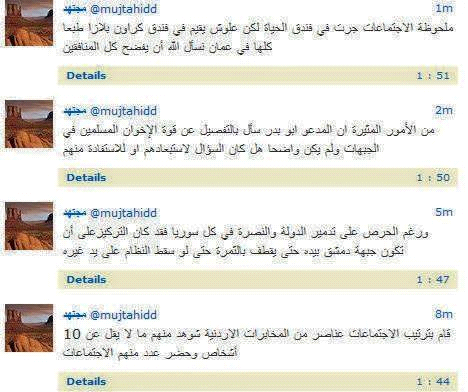 مجتهد @mujtahidd 1m
ملحوظة الاجتماعات جرت في فندق الحياة لكن علوش يقيم في فندق كراون بلازا طبعا
كلها في عمان نسأل الله أن يفضح كل المنافقين
Details 1 : 51
مجتهد @mujtahidd 2m
من الأمور المثيرة ان المدعو ابو بدر سأل بالتفصيل عن قوة الإخوان المسلمين في
الجبهات ولم يكن واضحا هل كان السؤال لاستبعادهم او للاستفادة منهم
Details 1 : 50
مجتهد @mujtahidd 5m
ورغم الحرص على تدمير الدولة والنصرة في كل سوريا فقد كان التركيزعلى أن
تكون جبهة دمشق بيده حتى يقطف بالثمرة حتى لو سقط النظام على يد غيره
Details 1 : 47
مجتهد @mujtahidd 8m
قام بترتيب الاجتماعات عناصر من المخابرات الاردنية شوهد منهم ما لا يقل عن 10
أشخاص وحضر عدد منهم الاجتماعات
Details 1 : 44